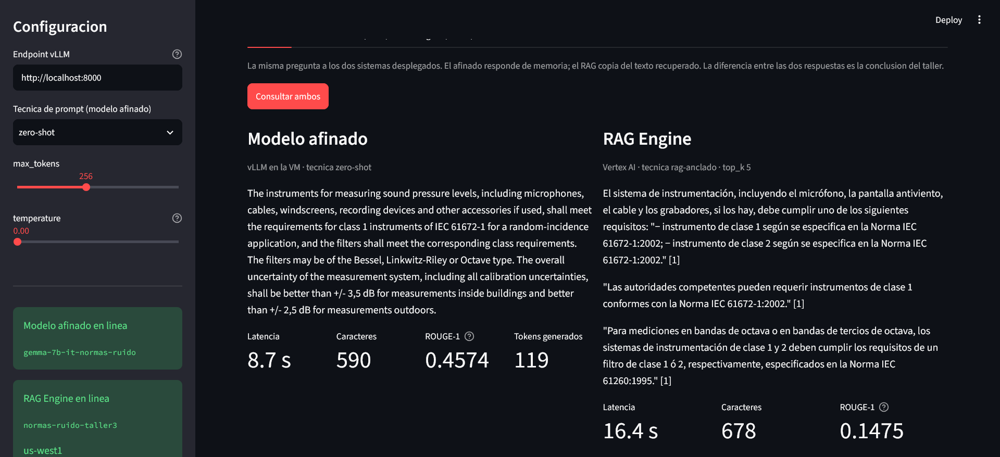 Configuracion
Endpoint vLLM
http://localhost:8000
Tecnica de prompt (modelo afinado)
zero-shot
max_tokens
256
temperature
0.00
Modelo afinado en linea
gemma-7b-it-normas-ruido
RAG Engine en linea
normas-ruido-taller3
us-west1
Deploy
La misma pregunta a los dos sistemas desplegados. El afinado responde de memoria; el RAG copia del texto recuperado. La diferencia entre las dos respuestas es la conclusion del taller.
Consultar ambos
Modelo afinado
vLLM en la VM · tecnica zero-shot
The instruments for measuring sound pressure levels, including microphones,
cables, windscreens, recording devices and other accessories if used, shall meet
the requirements for class 1 instruments of IEC 61672-1 for a random-incidence
application, and the filters shall meet the corresponding class requirements.
The filters may be of the Bessel, Linkwitz-Riley or Octave type. The overall
uncertainty of the measurement system, including all calibration uncertainties,
shall be better than +/- 3,5 dB for measurements inside buildings and better
than +/- 2,5 dB for measurements outdoors.
Latencia
8.7 s
Caracteres
590
ROUGE-1
0.4574
Tokens generados
119
RAG Engine
Vertex AI · tecnica rag-anclado · top_k 5
El sistema de instrumentación, incluyendo el micrófono, la pantalla antiviento,
el cable y los grabadores, si los hay, debe cumplir uno de los siguientes
requisitos: "− instrumento de clase 1 según se especifica en la Norma IEC
61672-1:2002; − instrumento de clase 2 según se especifica en la Norma IEC
61672-1:2002." [1]
"Las autoridades competentes pueden requerir instrumentos de clase 1
conformes con la Norma IEC 61672-1:2002." [1]
"Para mediciones en bandas de octava o en bandas de tercios de octava, los
sistemas de instrumentación de clase 1 y 2 deben cumplir los requisitos de un
filtro de clase 1 ó 2, respectivamente, especificados en la Norma IEC
61260:1995." [1]
Latencia
16.4 s
Caracteres
678
ROUGE-1
0.1475